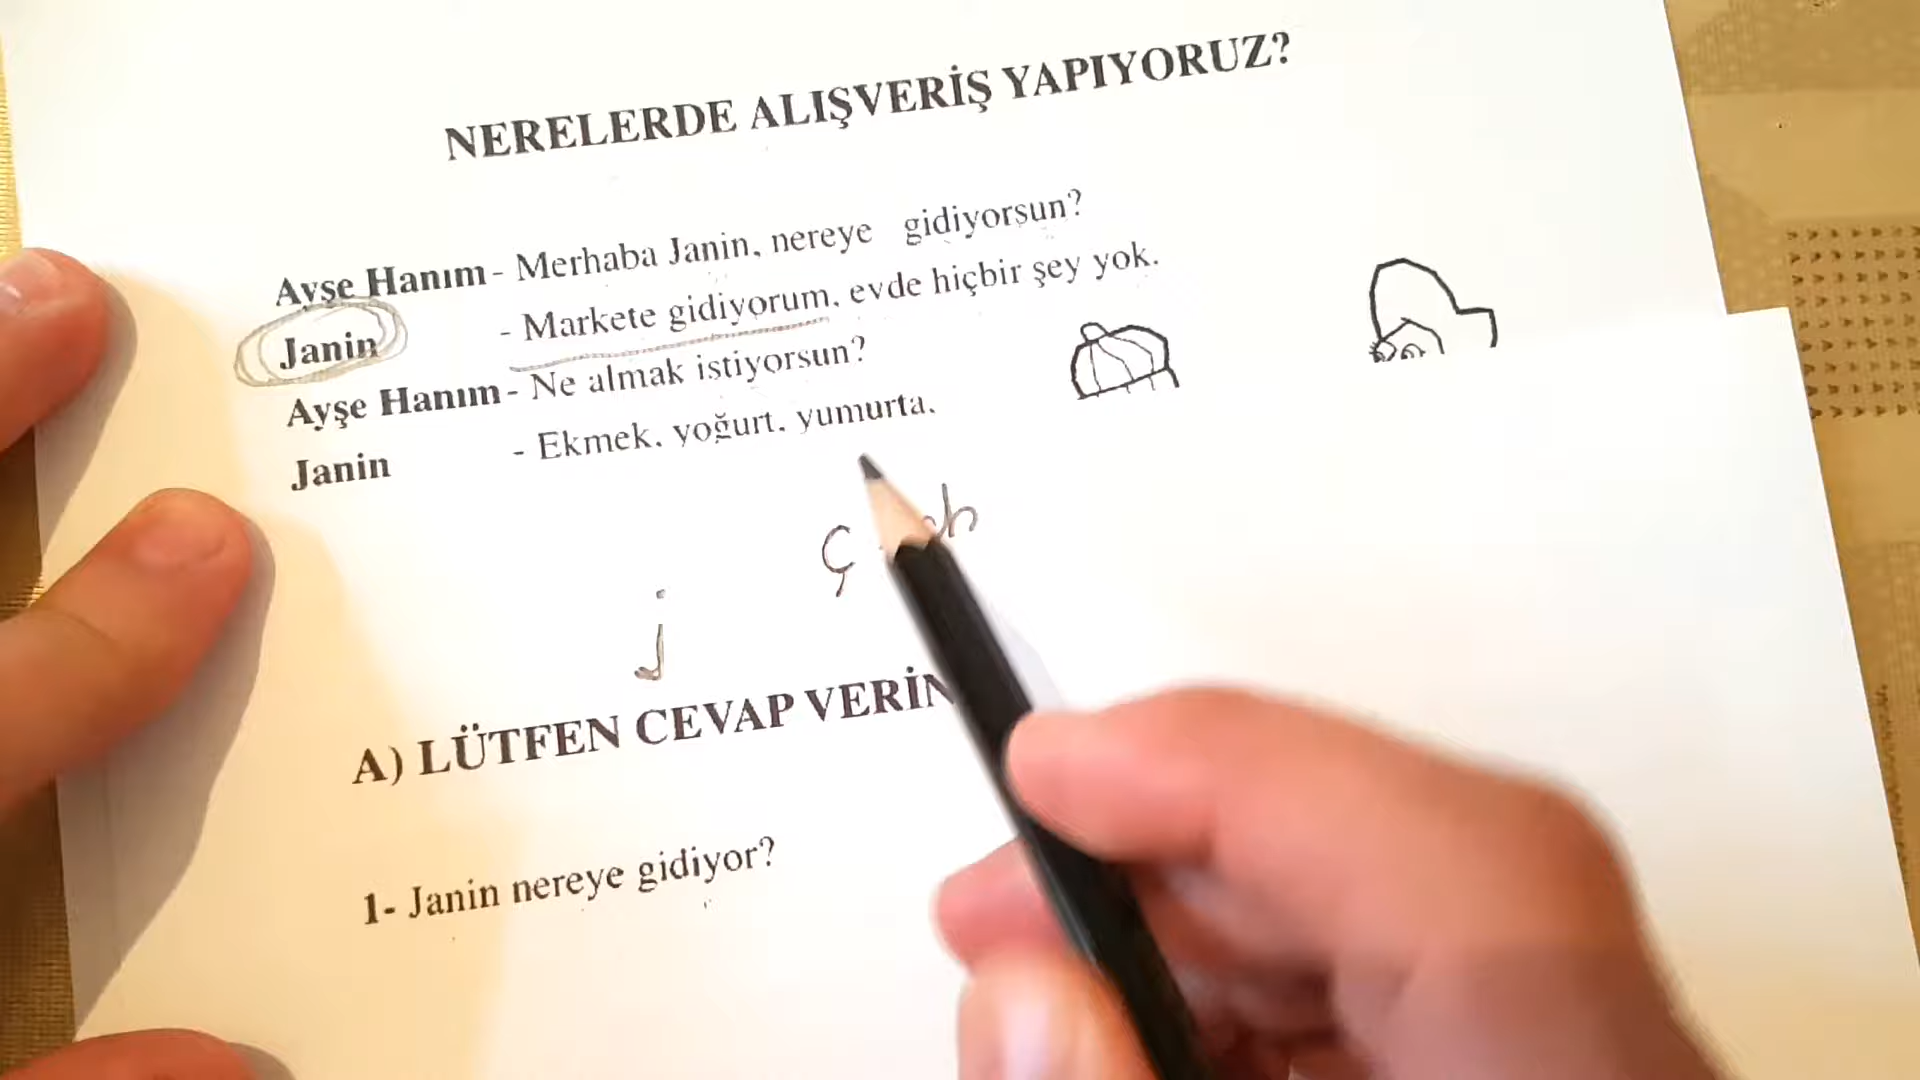 NERELERDE ALIŞVERİŞ YAPIYORUZ?
Ayşe Hanım - Merhaba Janin, nereye gidiyorsun?
Janin - Markete gidiyorum, evde hiçbir şey yok.
Ayşe Hanım - Ne almak istiyorsun?
Janin - Ekmek, yoğurt, yumurta.
ç
j
A) LÜTFEN CEVAP VERİN
1- Janin nereye gidiyor?